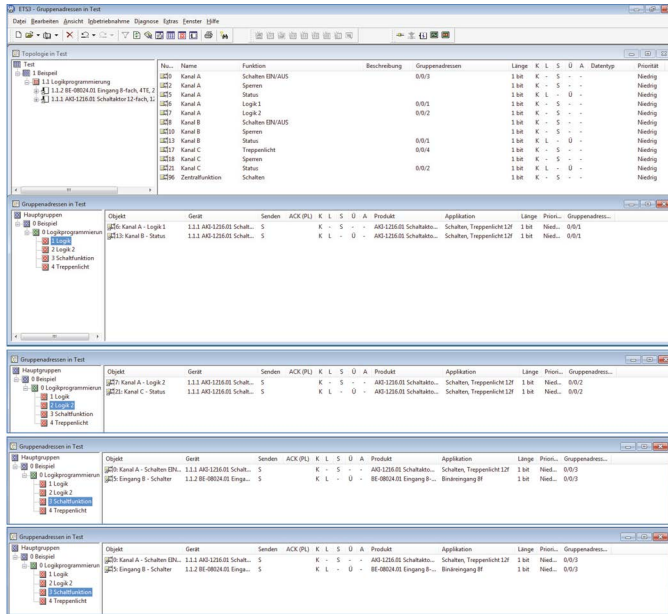 ETS3 - Gruppenadressen in Test
Datei Bearbeiten Ansicht Inbetriebnahme Diagnose Extras Fenster Hilfe
Topologie in Test
Test
1 Beispeil
1.1 Logikprogrammierung
1.1.2 BE-08024.01 Eingang 8-fach, 4TE, 2
1.1.1 AKI-1216.01 Schaltaktor 12-fach, 12
Nu... Name Funktion Beschreibung Gruppenadressen Länge K L S Ü A Datentyp Priorität
0 Kanal A Schalten EIN/AUS 0/0/3 1 bit K - S - - Niedrig
2 Kanal A Sperren 1 bit K - S - - Niedrig
5 Kanal A Status 1 bit K L - Ü - Niedrig
6 Kanal A Logik 1 0/0/1 1 bit K - S - - Niedrig
7 Kanal A Logik 2 0/0/2 1 bit K - S - - Niedrig
8 Kanal B Schalten EIN/AUS 1 bit K - S - - Niedrig
10 Kanal B Sperren 1 bit K - S - - Niedrig
13 Kanal B Status 0/0/1 1 bit K L - Ü - Niedrig
17 Kanal C Treppenlicht 0/0/4 1 bit K - S - - Niedrig
18 Kanal C Sperren 1 bit K - S - - Niedrig
21 Kanal C Status 0/0/2 1 bit K L - Ü - Niedrig
96 Zentralfunktion Schalten 1 bit K - S - - Niedrig
Gruppenadressen in Test
Hauptgruppen
0 Beispiel
0 Logikprogrammierun
1 Logik
2 Logik 2
3 Schaltfunktion
4 Treppenlicht
Objekt Gerät Senden ACK (PL) K L S Ü A Produkt Applikation Länge Priori... Gruppenadress...
6: Kanal A - Logik 1 1.1.1 AKI-1216.01 Schalt... S K - S - - AKI-1216.01 Schaltakto... Schalten, Treppenlicht 12f 1 bit Nied... 0/0/1
13: Kanal B - Status 1.1.1 AKI-1216.01 Schalt... S K L - Ü - AKI-1216.01 Schaltakto... Schalten, Treppenlicht 12f 1 bit Nied... 0/0/1
Gruppenadressen in Test
Hauptgruppen
0 Beispiel
0 Logikprogrammierun
1 Logik
2 Logik 2
3 Schaltfunktion
4 Treppenlicht
Objekt Gerät Senden ACK (PL) K L S Ü A Produkt Applikation Länge Priori... Gruppenadress...
7: Kanal A - Logik 2 1.1.1 AKI-1216.01 Schalt... S K - S - - AKI-1216.01 Schaltakto... Schalten, Treppenlicht 12f 1 bit Nied... 0/0/2
21: Kanal C - Status 1.1.1 AKI-1216.01 Schalt... S K L - Ü - AKI-1216.01 Schaltakto... Schalten, Treppenlicht 12f 1 bit Nied... 0/0/2
Gruppenadressen in Test
Hauptgruppen
0 Beispiel
0 Logikprogrammierun
1 Logik
2 Logik 2
3 Schaltfunktion
4 Treppenlicht
Objekt Gerät Senden ACK (PL) K L S Ü A Produkt Applikation Länge Priori... Gruppenadress...
0: Kanal A - Schalten EIN... 1.1.1 AKI-1216.01 Schalt... S K - S - - AKI-1216.01 Schaltakto... Schalten, Treppenlicht 12f 1 bit Nied... 0/0/3
5: Eingang B - Schalter 1.1.2 BE-08024.01 Einga... S K L - Ü - BE-08024.01 Eingang 8-... Binäreingang 8f 1 bit Nied... 0/0/3
Gruppenadressen in Test
Hauptgruppen
0 Beispiel
0 Logikprogrammierun
1 Logik
2 Logik 2
3 Schaltfunktion
4 Treppenlicht
Objekt Gerät Senden ACK (PL) K L S Ü A Produkt Applikation Länge Priori... Gruppenadress...
0: Kanal A - Schalten EIN... 1.1.1 AKI-1216.01 Schalt... S K - S - - AKI-1216.01 Schaltakto... Schalten, Treppenlicht 12f 1 bit Nied... 0/0/3
5: Eingang B - Schalter 1.1.2 BE-08024.01 Einga... S K L - Ü - BE-08024.01 Eingang 8-... Binäreingang 8f 1 bit Nied... 0/0/3